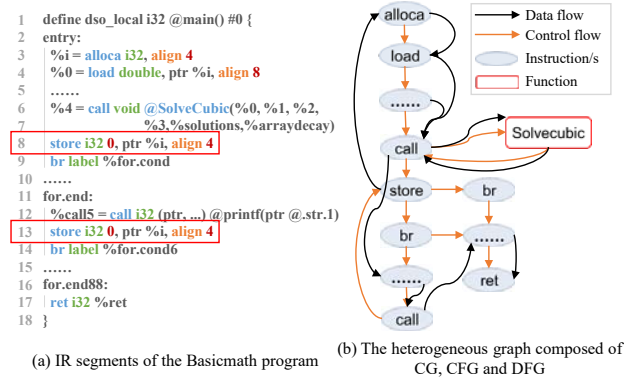 1 define dso_local i32 @main() #0 {
2 entry:
3 %i = alloca i32, align 4
4 %0 = load double, ptr %i, align 8
5 ......
6 %4 = call void @SolveCubic(%0, %1, %2,
7 %3,%solutions,%arraydecay)
8 store i32 0, ptr %i, align 4
9 br label %for.cond
10 ......
11 for.end:
12 %call5 = call i32 (ptr, ...) @printf(ptr @.str.1)
13 store i32 0, ptr %i, align 4
14 br label %for.cond6
15 ......
16 for.end88:
17 ret i32 %ret
18 }
(a) IR segments of the Basicmath program
alloca
load
......
call
store
br
br
......
......
ret
call
Solvecubic
Data flow
Control flow
Instruction/s
Function
(b) The heterogeneous graph composed of
CG, CFG and DFG